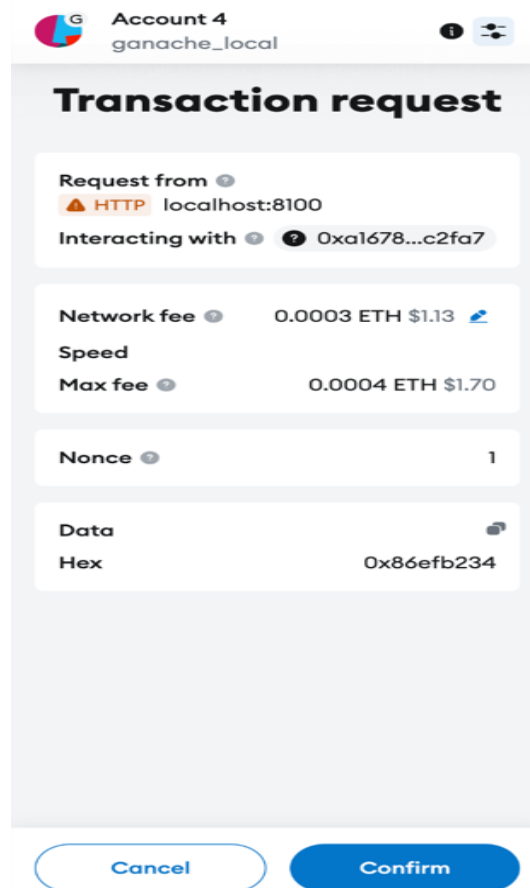 G
Account 4
ganache_local
Transaction request
Request from
HTTP localhost:8100
Interacting with 0xa1678...c2fa7
Network fee 0.0003 ETH $1.13
Speed
Max fee 0.0004 ETH $1.70
Nonce 1
Data
Hex 0x86efb234
Cancel Confirm